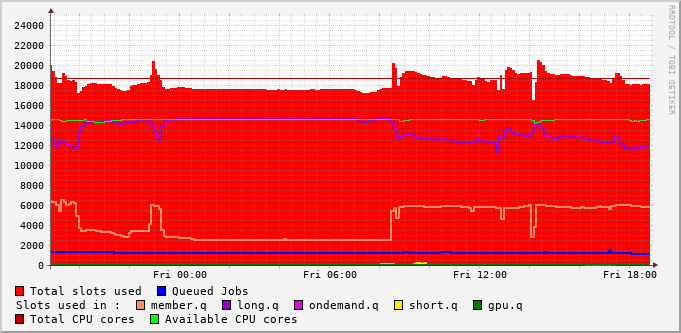 24000
22000
20000
18000
16000
14000
12000
10000
8000
6000
4000
2000
0
Fri 00:00 Fri 06:00 Fri 12:00 Fri 18:00
RRDTOOL / TOBI OETIKER
Total slots used Queued Jobs
Slots used in : member.q long.q ondemand.q short.q gpu.q
Total CPU cores Available CPU cores